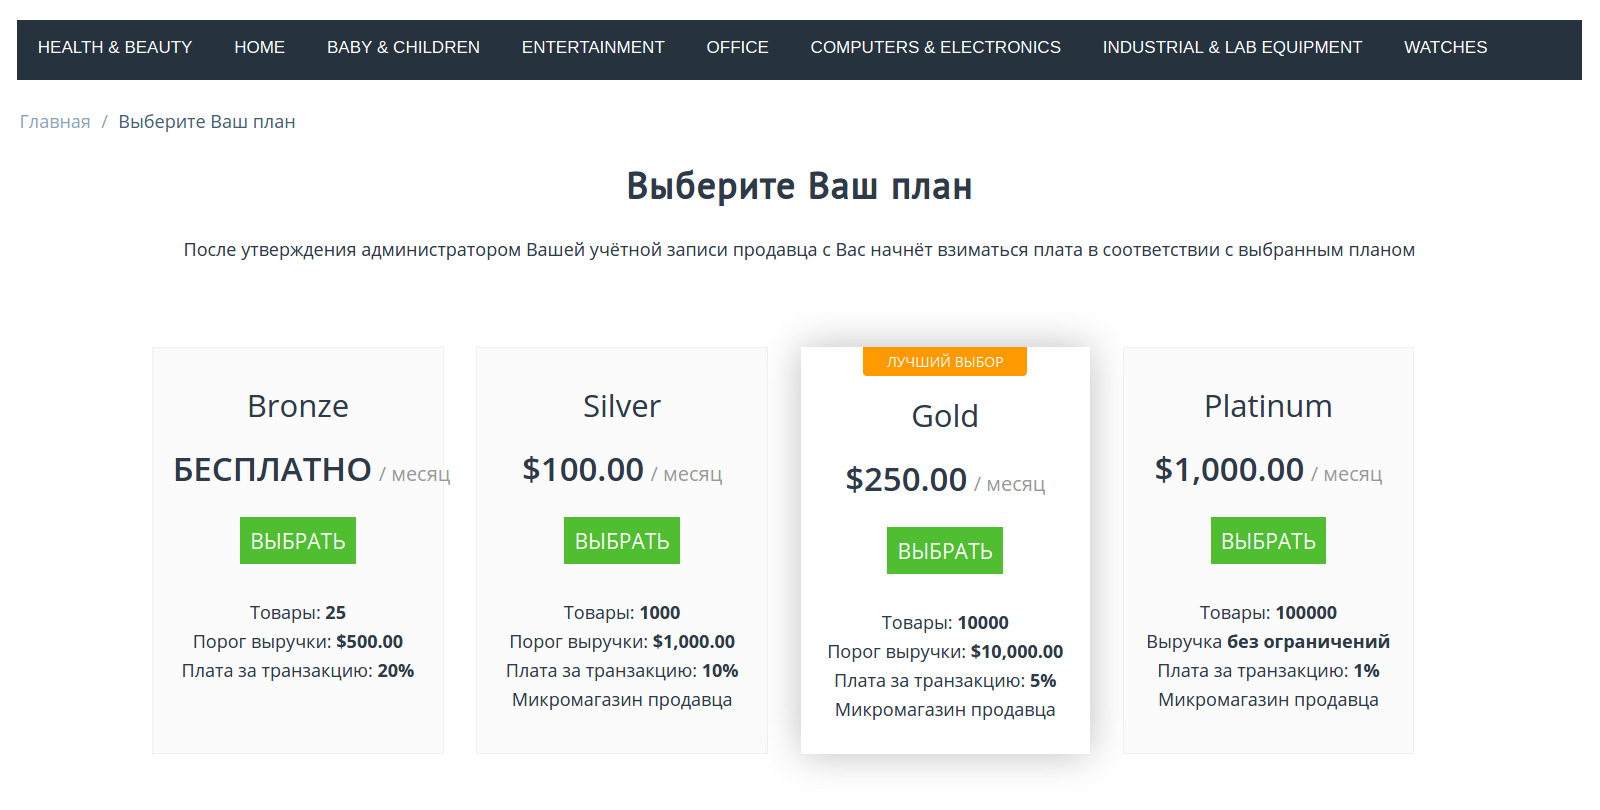 HEALTH & BEAUTY HOME BABY & CHILDREN ENTERTAINMENT OFFICE COMPUTERS & ELECTRONICS INDUSTRIAL & LAB EQUIPMENT WATCHES
Главная / Выберите Ваш план
Выберите Ваш план
После утверждения администратором Вашей учётной записи продавца с Вас начнёт взиматься плата в соответствии с выбранным планом
Bronze
БЕСПЛАТНО / месяц
ВЫБРАТЬ
Товары: 25
Порог выручки: $500.00
Плата за транзакцию: 20%
Silver
$100.00 / месяц
ВЫБРАТЬ
Товары: 1000
Порог выручки: $1,000.00
Плата за транзакцию: 10%
Микромагазин продавца
ЛУЧШИЙ ВЫБОР
Gold
$250.00 / месяц
ВЫБРАТЬ
Товары: 10000
Порог выручки: $10,000.00
Плата за транзакцию: 5%
Микромагазин продавца
Platinum
$1,000.00 / месяц
ВЫБРАТЬ
Товары: 100000
Выручка без ограничений
Плата за транзакцию: 1%
Микромагазин продавца